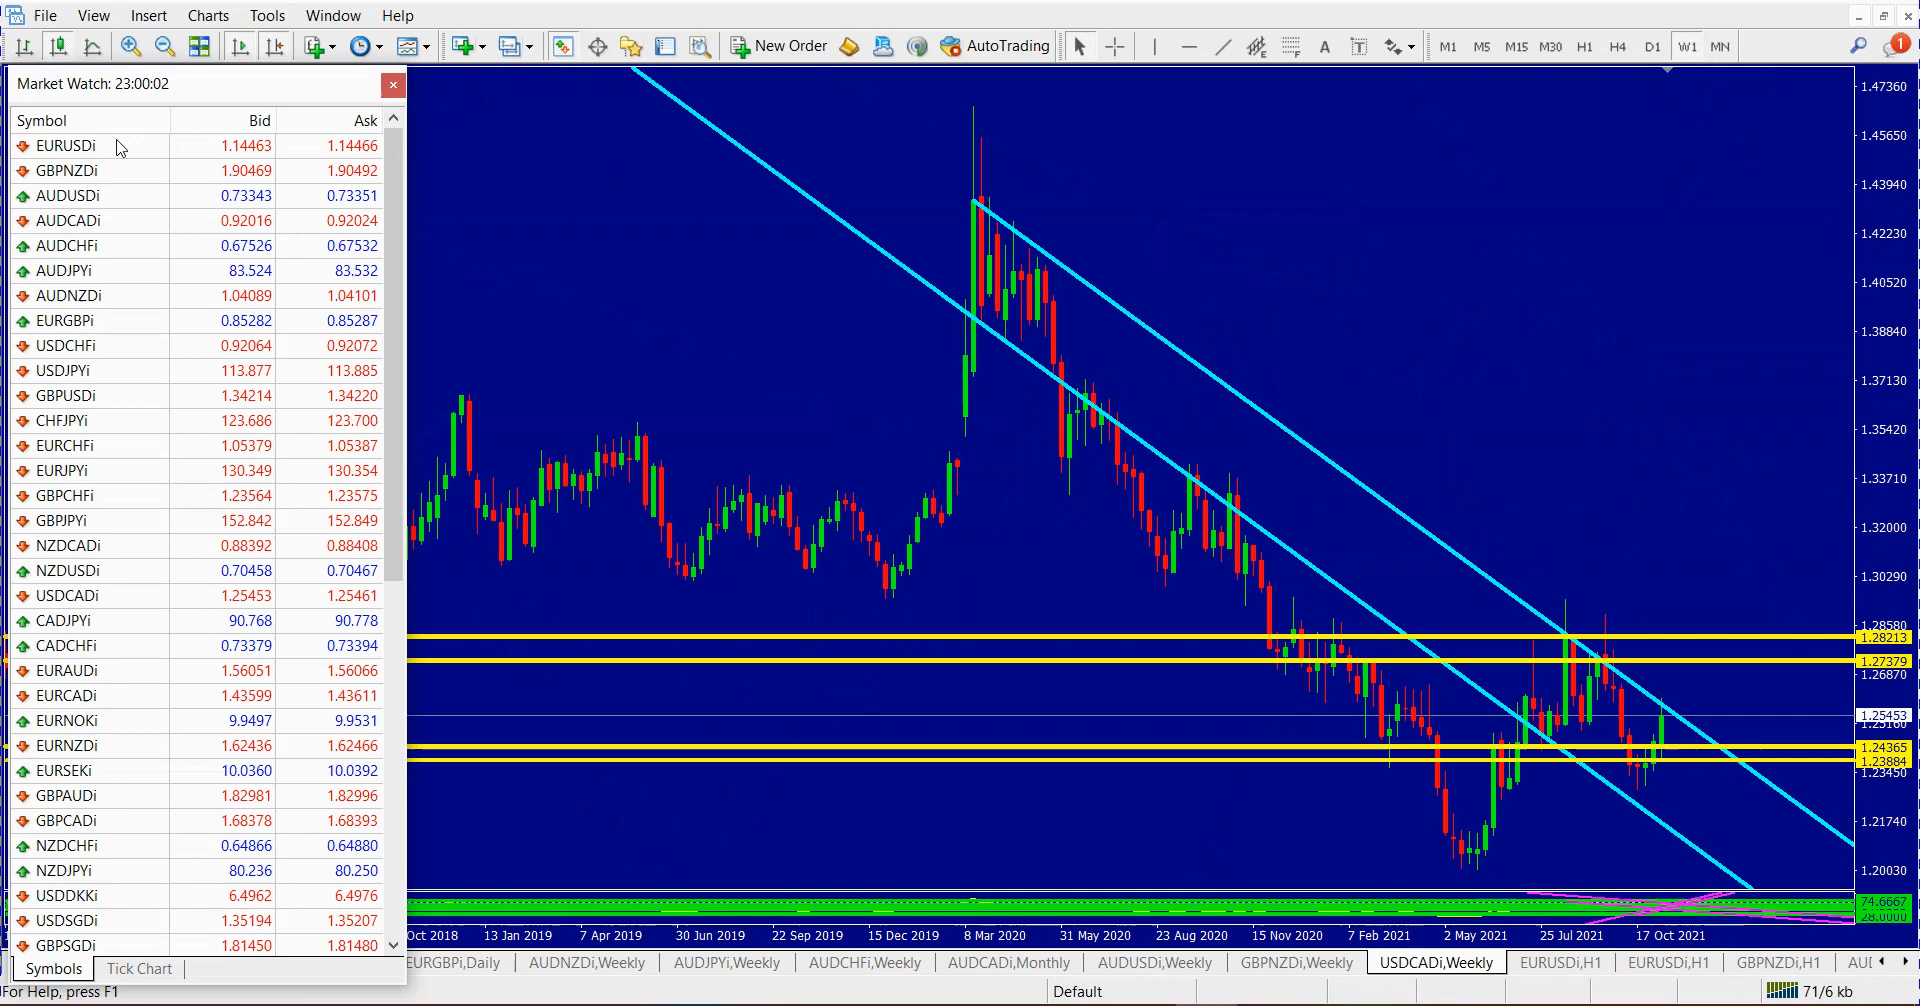 File View Insert Charts Tools Window Help
New Order AutoTrading A T M1 M5 M15 M30 H1 H4 D1 W1 MN 1
Market Watch: 23:00:02
Symbol Bid Ask
EURUSDi 1.14463 1.14466
GBPNZDi 1.90469 1.90492
AUDUSDi 0.73343 0.73351
AUDCADi 0.92016 0.92024
AUDCHFi 0.67526 0.67532
AUDJPYi 83.524 83.532
AUDNZDi 1.04089 1.04101
EURGBPi 0.85282 0.85287
USDCHFi 0.92064 0.92072
USDJPYi 113.877 113.885
GBPUSDi 1.34214 1.34220
CHFJPYi 123.686 123.700
EURCHFi 1.05379 1.05387
EURJPYi 130.349 130.354
GBPCHFi 1.23564 1.23575
GBPJPYi 152.842 152.849
NZDCADi 0.88392 0.88408
NZDUSDi 0.70458 0.70467
USDCADi 1.25453 1.25461
CADJPYi 90.768 90.778
CADCHFi 0.73379 0.73394
EURAUDi 1.56051 1.56066
EURCADi 1.43599 1.43611
EURNOKi 9.9497 9.9531
EURNZDi 1.62436 1.62466
EURSEKi 10.0360 10.0392
GBPAUDi 1.82981 1.82996
GBPCADi 1.68378 1.68393
NZDCHFi 0.64866 0.64880
NZDJPYi 80.236 80.250
USDDKKi 6.4962 6.4976
USDSGDi 1.35194 1.35207
GBPSGDi 1.81450 1.81480
Symbols Tick Chart
1.47360
1.45650
1.43940
1.42230
1.40520
1.38840
1.37130
1.35420
1.33710
1.32000
1.30290
1.28580
1.28213
1.27379
1.26870
1.25453
1.25160
1.24365
1.23884
1.23450
1.21740
1.20030
74.6667
28.0000
Oct 2018 13 Jan 2019 7 Apr 2019 30 Jun 2019 22 Sep 2019 15 Dec 2019 8 Mar 2020 31 May 2020 23 Aug 2020 15 Nov 2020 7 Feb 2021 2 May 2021 25 Jul 2021 17 Oct 2021
EURGBPi,Daily AUDNZDi,Weekly AUDJPYi,Weekly AUDCHFi,Weekly AUDCADi,Monthly AUDUSDi,Weekly GBPNZDi,Weekly USDCADi,Weekly EURUSDi,H1 EURUSDi,H1 GBPNZDi,H1 AU
For Help, press F1 Default 71/6 kb